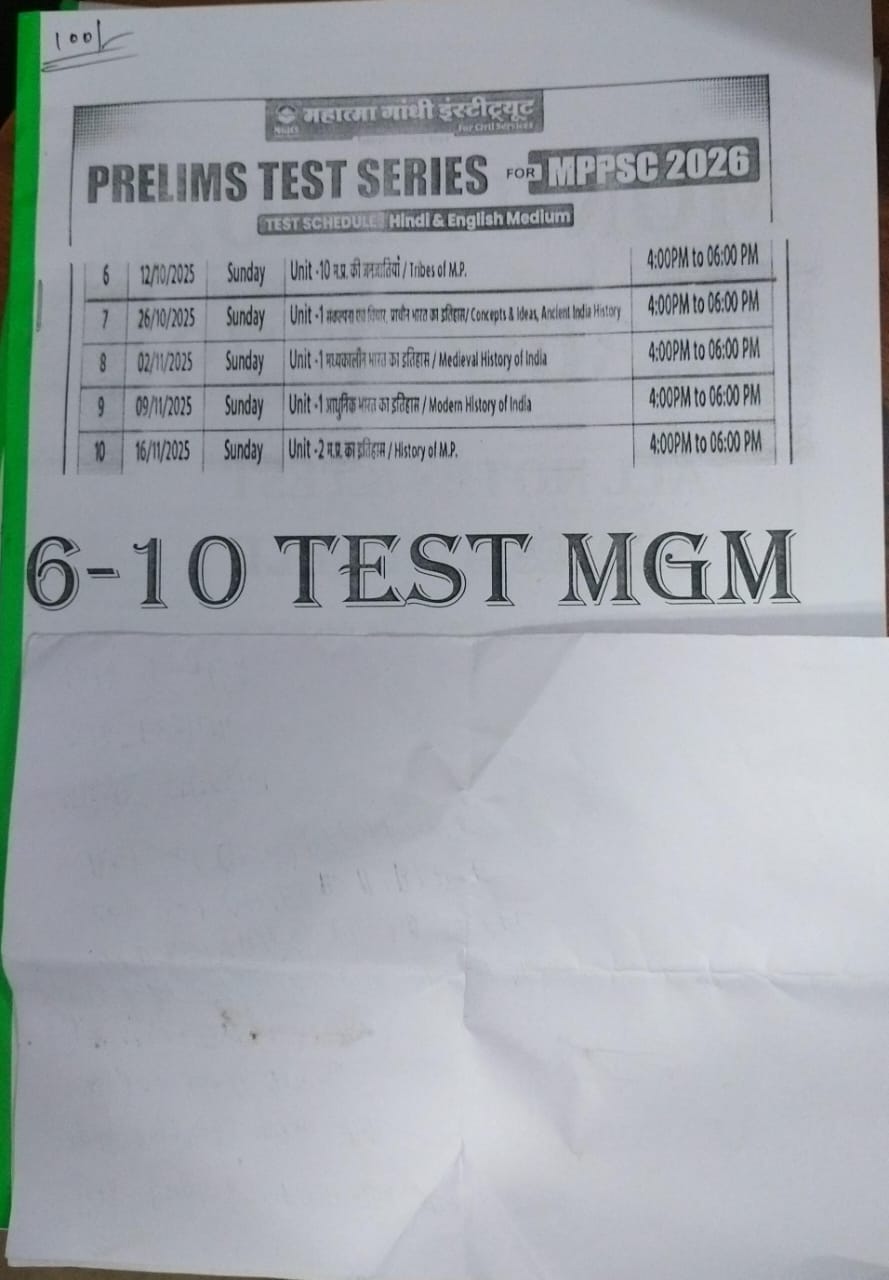 100/
महात्मा गांधी इंस्टीट्यूट
For Civil Services
PRELIMS TEST SERIES FOR MPPSC 2026
TEST SCHEDULE Hindi & English Medium
6 12/10/2025 Sunday Unit -10 म.प्र. की जनजातियां / Tribes of M.P. 4:00PM to 06:00 PM
7 26/10/2025 Sunday Unit -1 संकल्पना एवं विचार, प्राचीन भारत का इतिहास/ Concepts & Ideas, Ancient India History 4:00PM to 06:00 PM
8 02/11/2025 Sunday Unit -1 मध्यकालीन भारत का इतिहास / Medieval History of India 4:00PM to 06:00 PM
9 09/11/2025 Sunday Unit -1 आधुनिक भारत का इतिहास / Modern History of India 4:00PM to 06:00 PM
10 16/11/2025 Sunday Unit -2 म.प्र. का इतिहास / History of M.P. 4:00PM to 06:00 PM
6-10 TEST MGM